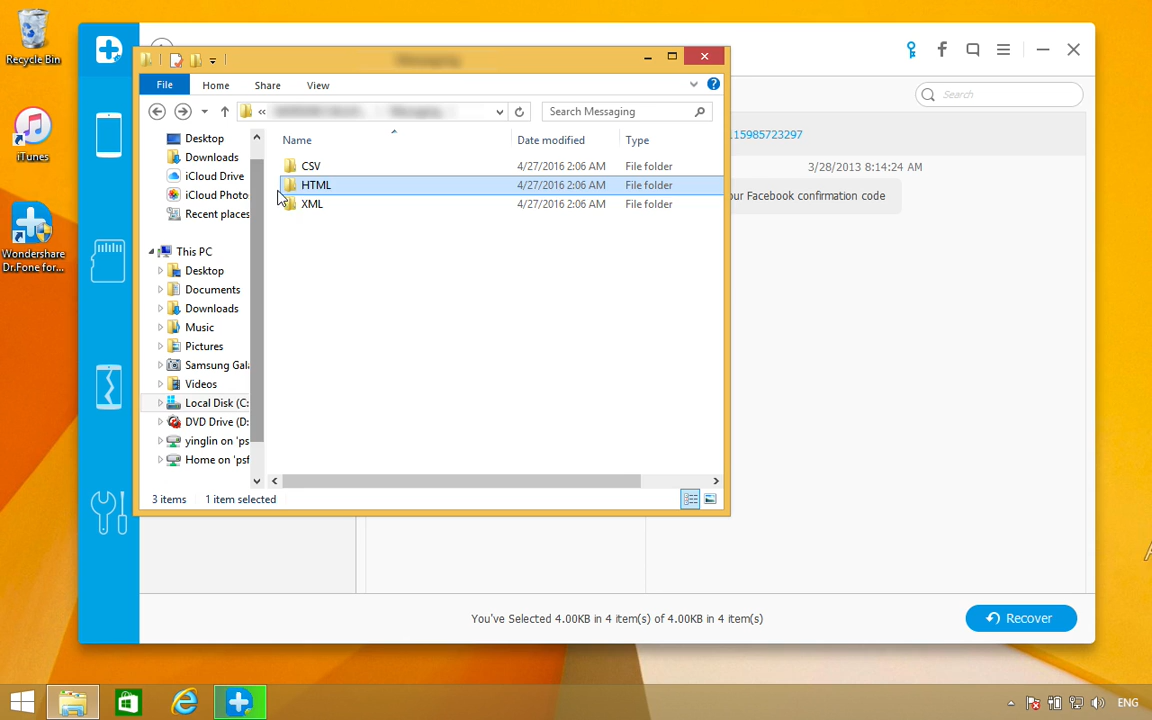 Recycle Bin
iTunes
Wondershare
Dr.Fone for...
File
Home
Share
View
«
Search Messaging
Desktop
Downloads
iCloud Drive
iCloud Photo
Recent places
This PC
Desktop
Documents
Downloads
Music
Pictures
Samsung Gal
Videos
Local Disk (C:
DVD Drive (D:
yinglin on 'ps
Home on 'psf
Name Date modified Type
CSV 4/27/2016 2:06 AM File folder
HTML 4/27/2016 2:06 AM File folder
XML 4/27/2016 2:06 AM File folder
3 items 1 item selected
Search
115985723297
3/28/2013 8:14:24 AM
our Facebook confirmation code
You've Selected 4.00KB in 4 item(s) of 4.00KB in 4 item(s)
Recover
ENG